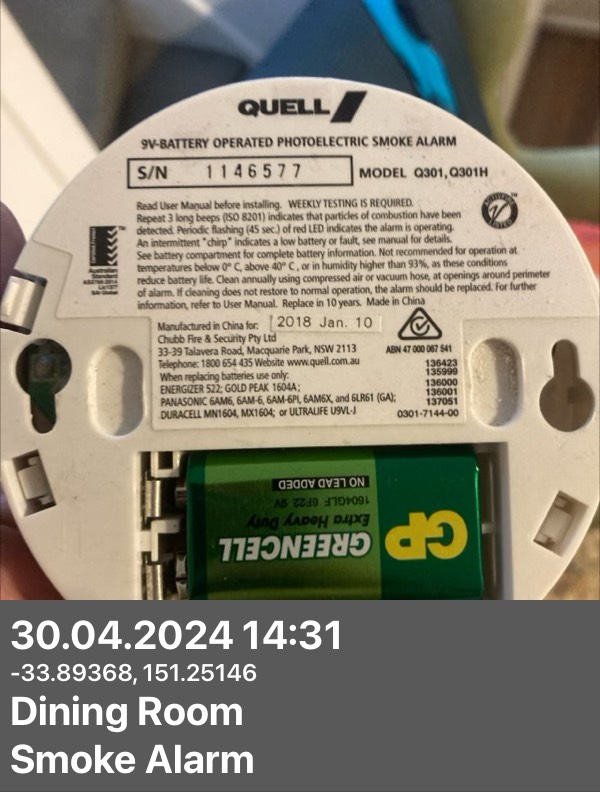 QUELL
9V-BATTERY OPERATED PHOTOELECTRIC SMOKE ALARM
S/N 1146577 MODEL Q301,Q301H
Read User Manual before installing. WEEKLY TESTING IS REQUIRED.
Repeat 3 long beeps (ISO 8201) indicates that particles of combustion have been
detected. Periodic flashing (45 sec.) of red LED indicates the alarm is operating.
An intermittent "chirp" indicates a low battery or fault, see manual for details.
See battery compartment for complete battery information. Not recommended for operation at
temperatures below 0° C, above 40° C, or in humidity higher than 93%, as these conditions
reduce battery life. Clean annually using compressed air or vacuum hose, at openings around perimeter
of alarm. If cleaning does not restore to normal operation, the alarm should be replaced. For further
information, refer to User Manual. Replace in 10 years. Made in China
Australian
Standard
Manufactured in China for: 2018 Jan. 10
Chubb Fire & Security Pty Ltd
33-39 Talavera Road, Macquarie Park, NSW 2113
Telephone: 1800 654 435 Website www.quell.com.au
When replacing batteries use only:
ENERGIZER 522; GOLD PEAK 1604A;
PANASONIC 6AM6, 6AM-6, 6AM-6PI, 6AM6X, and 6LR61 (GA);
DURACELL MN1604, MX1604; or ULTRALIFE U9VL-J
ABN 47 000 067 541
136423
135999
136000
136001
137051
0301-7144-00
GP
GREENCELL
Extra Heavy Duty
1604GLF 6F22 9V
NO LEAD ADDED
30.04.2024 14:31
-33.89368, 151.25146
Dining Room
Smoke Alarm